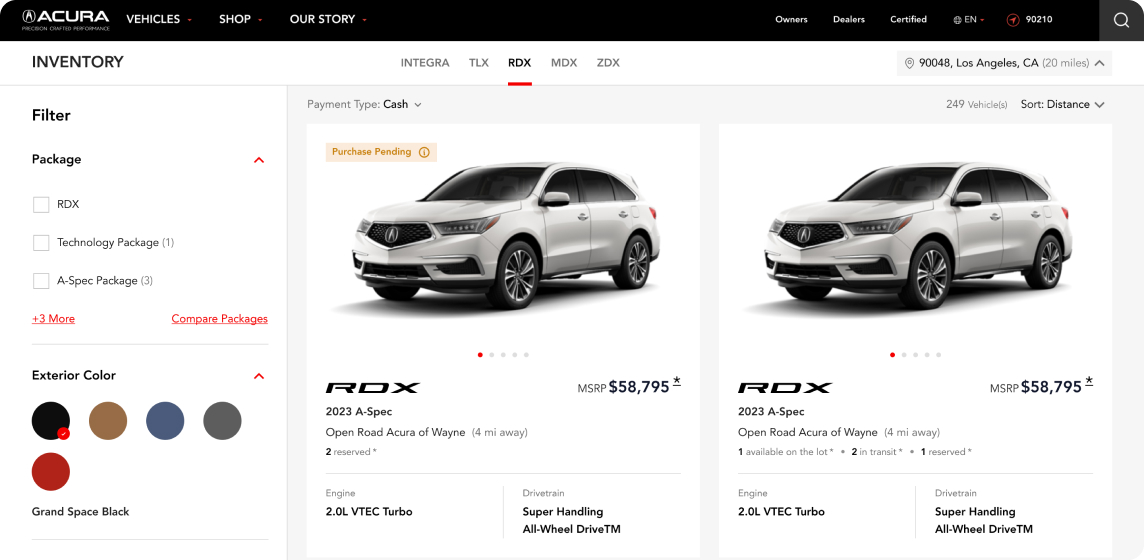 ACURA
PRECISION CRAFTED PERFORMANCE
VEHICLES SHOP OUR STORY Owners Dealers Certified EN 90210
INVENTORY INTEGRA TLX RDX MDX ZDX 90048, Los Angeles, CA (20 miles)
Filter
Package
RDX
Technology Package (1)
A-Spec Package (3)
+3 More Compare Packages
Exterior Color
Grand Space Black
Payment Type: Cash 249 Vehicle(s) Sort: Distance
Purchase Pending
RDX MSRP $58,795 *
2023 A-Spec
Open Road Acura of Wayne (4 mi away)
2 reserved *
Engine Drivetrain
2.0L VTEC Turbo Super Handling
All-Wheel DriveTM
RDX MSRP $58,795 *
2023 A-Spec
Open Road Acura of Wayne (4 mi away)
1 available on the lot * • 2 in transit * • 1 reserved *
Engine Drivetrain
2.0L VTEC Turbo Super Handling
All-Wheel DriveTM